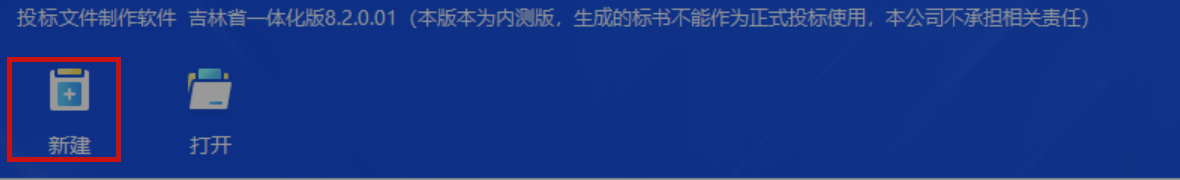 投标文件制作软件 吉林省一体化版8.2.0.01（本版本为内测版，生成的标书不能作为正式投标使用，本公司不承担相关责任）
新建 打开